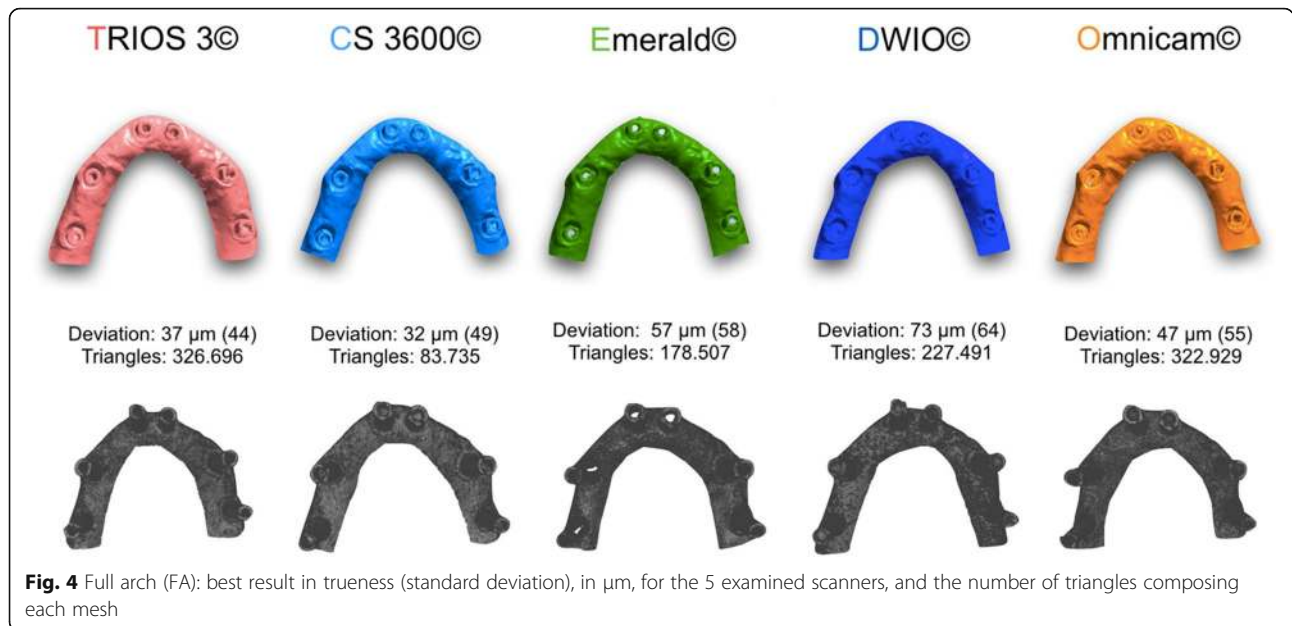 TRIOS 3© CS 3600© Emerald© DWIO© Omnicam©
Deviation: 37 µm (44) Deviation: 32 µm (49) Deviation: 57 µm (58) Deviation: 73 µm (64) Deviation: 47 µm (55)
Triangles: 326.696 Triangles: 83.735 Triangles: 178.507 Triangles: 227.491 Triangles: 322.929
Fig. 4 Full arch (FA): best result in trueness (standard deviation), in µm, for the 5 examined scanners, and the number of triangles composing
each mesh